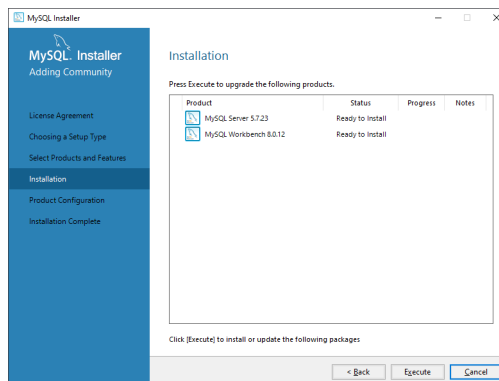 MySQL Installer
MySQL. Installer
Adding Community
License Agreement
Choosing a Setup Type
Select Products and Features
Installation
Product Configuration
Installation Complete
Installation
Press Execute to upgrade the following products.
Product Status Progress Notes
MySQL Server 5.7.23 Ready to Install
MySQL Workbench 8.0.12 Ready to Install
Click [Execute] to install or update the following packages
< Back Execute Cancel